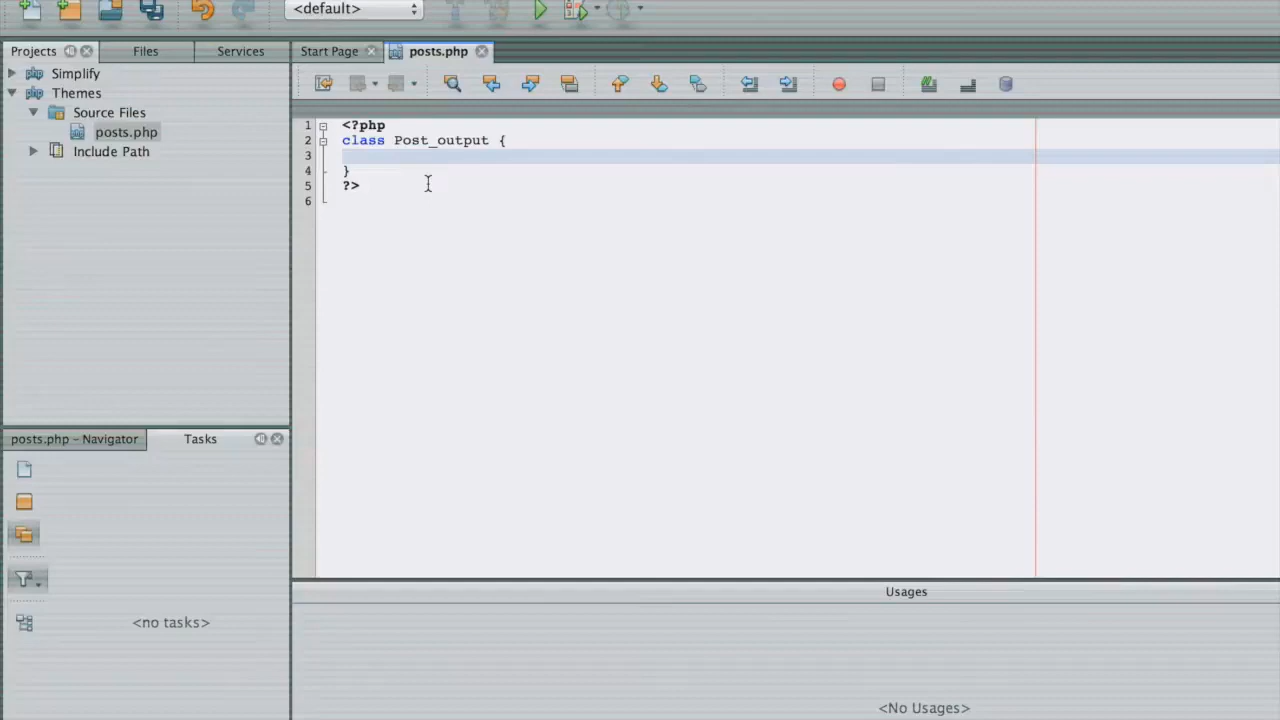 <default>
Projects Files Services Start Page posts.php
Simplify
Themes
Source Files
posts.php
Include Path
1 <?php
2 class Post_output {
3
4 }
5 ?>
6
posts.php – Navigator Tasks
<no tasks>
Usages
<No Usages>